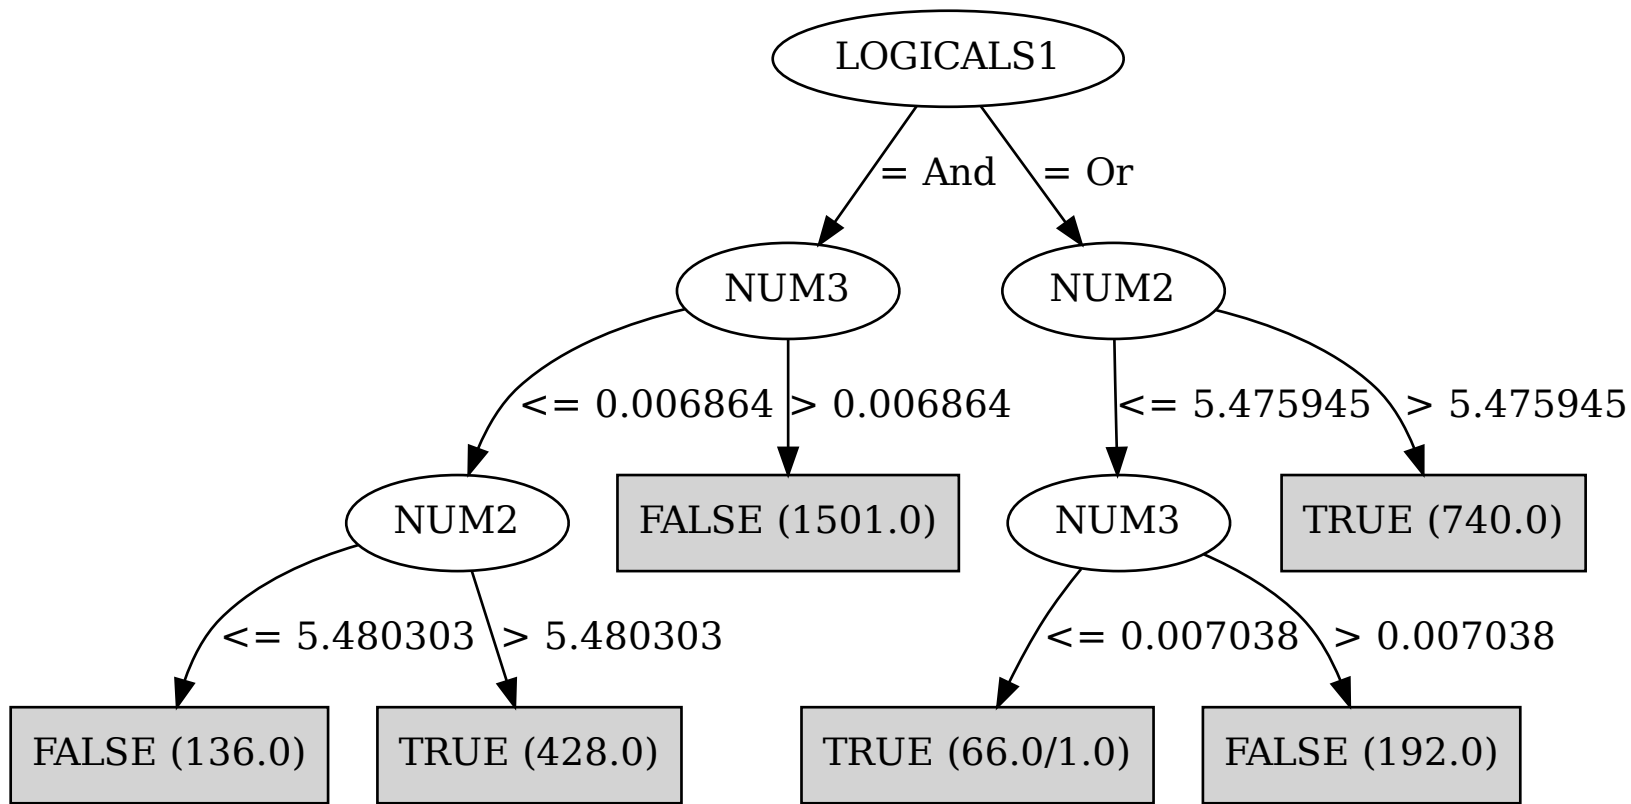 LOGICALS1
= And
= Or
NUM3
NUM2
<= 0.006864
> 0.006864
<= 5.475945
> 5.475945
NUM2
FALSE (1501.0)
NUM3
TRUE (740.0)
<= 5.480303
> 5.480303
<= 0.007038
> 0.007038
FALSE (136.0)
TRUE (428.0)
TRUE (66.0/1.0)
FALSE (192.0)